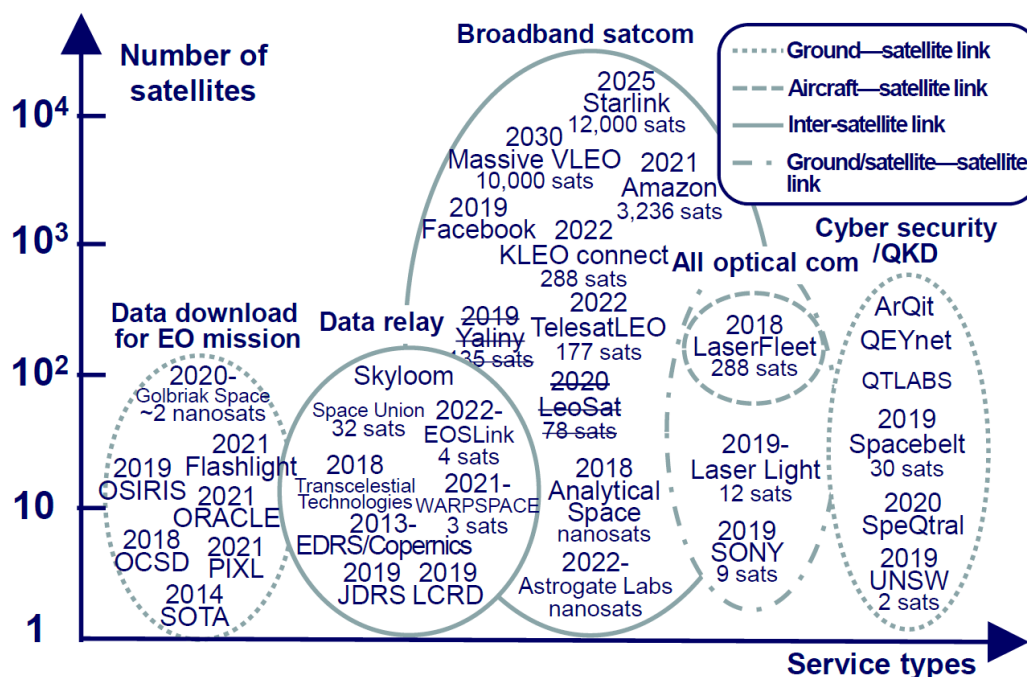 Number of
satellites
10⁴
10³
10²
10
1
Service types
Ground—satellite link
Aircraft—satellite link
Inter-satellite link
Ground/satellite—satellite
link
Data download
for EO mission
2020-
Golbriak Space
~2 nanosats
2021
Flashlight
2019
OSIRIS
2021
ORACLE
2018
OCSD
2021
PIXL
2014
SOTA
Data relay
Skyloom
Space Union
32 sats
2022-
EOSLink
4 sats
2018
Transcelestial
Technologies
2021-
WARPSPACE
3 sats
2013-
EDRS/Copernics
2019
JDRS
2019
LCRD
Broadband satcom
2025
Starlink
12,000 sats
2030
Massive VLEO
10,000 sats
2021
Amazon
3,236 sats
2019
Facebook
2022
KLEO connect
288 sats
2019
Yaliny
135 sats
2022
TelesatLEO
177 sats
2020
LeoSat
78 sats
2018
Analytical
Space
nanosats
2022-
Astrogate Labs
nanosats
All optical com
2018
LaserFleet
288 sats
2019-
Laser Light
12 sats
2019
SONY
9 sats
Cyber security
/QKD
ArQit
QEYnet
QTLABS
2019
Spacebelt
30 sats
2020
SpeQtral
2019
UNSW
2 sats